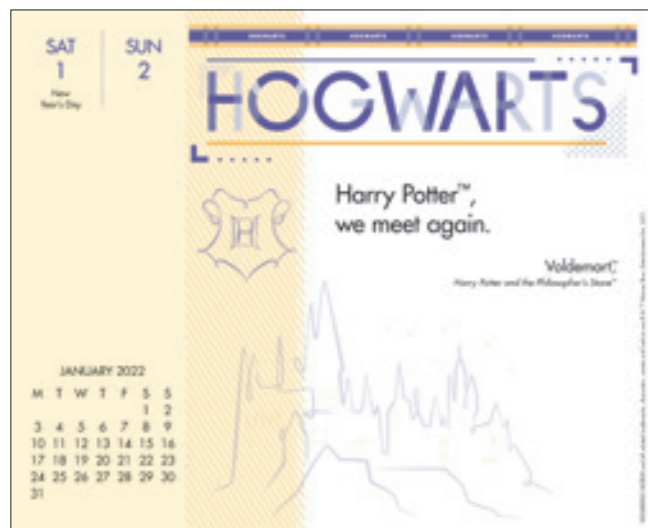 SAT
1
New
Year's Day
SUN
2
HOGWARTS HOGWARTS HOGWARTS HOGWARTS
HOGWARTS
H
Harry Potter™,
we meet again.
Voldemort™
Harry Potter and the Philosopher's Stone™
JANUARY 2022
M T W T F S S
1 2
3 4 5 6 7 8 9
10 11 12 13 14 15 16
17 18 19 20 21 22 23
24 25 26 27 28 29 30
31